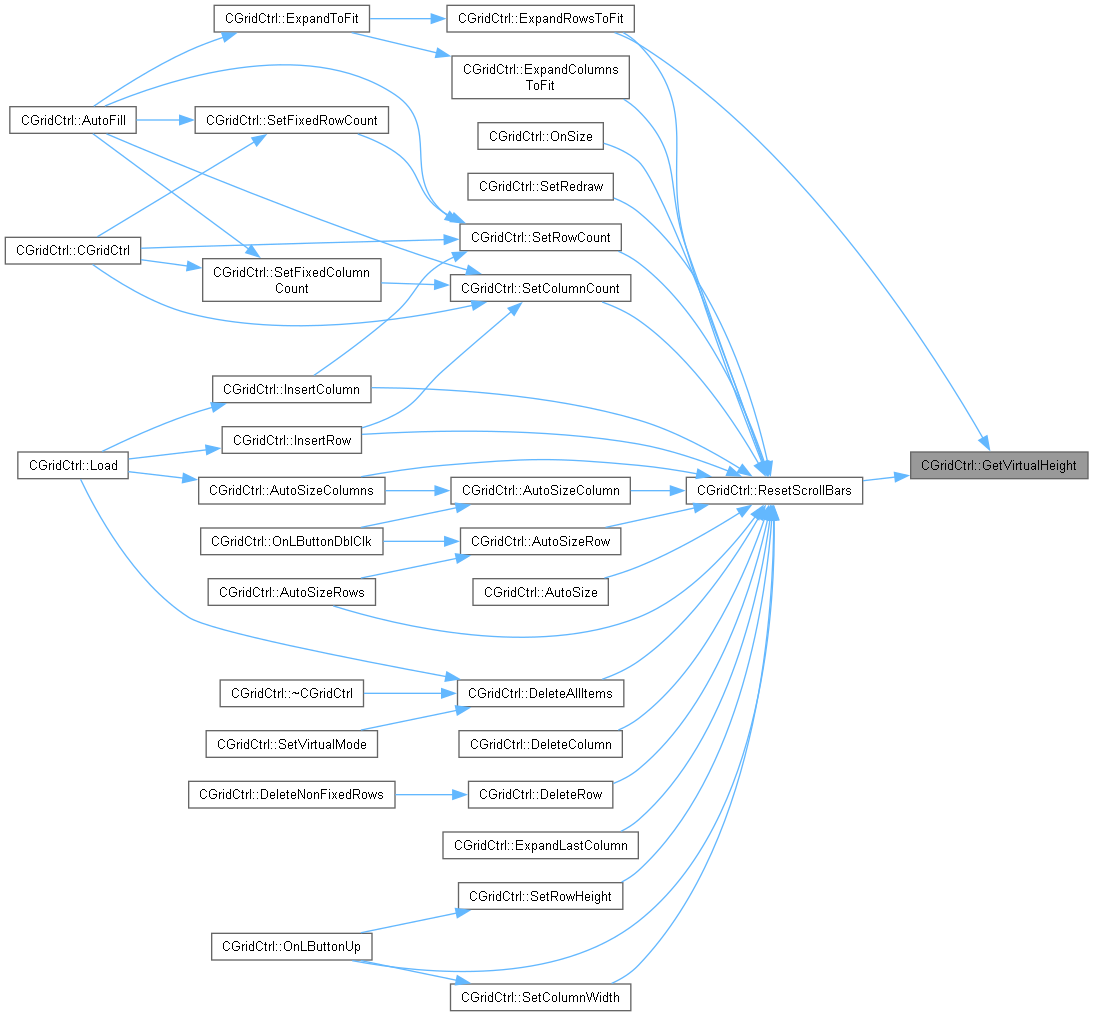 CGridCtrl::ExpandToFit
CGridCtrl::ExpandRowsToFit
CGridCtrl::ExpandColumns
ToFit
CGridCtrl::AutoFill
CGridCtrl::SetFixedRowCount
CGridCtrl::OnSize
CGridCtrl::SetRedraw
CGridCtrl::CGridCtrl
CGridCtrl::SetRowCount
CGridCtrl::SetFixedColumn
Count
CGridCtrl::SetColumnCount
CGridCtrl::InsertColumn
CGridCtrl::InsertRow
CGridCtrl::Load
CGridCtrl::GetVirtualHeight
CGridCtrl::AutoSizeColumns
CGridCtrl::AutoSizeColumn
CGridCtrl::ResetScrollBars
CGridCtrl::OnLButtonDblClk
CGridCtrl::AutoSizeRow
CGridCtrl::AutoSizeRows
CGridCtrl::AutoSize
CGridCtrl::~CGridCtrl
CGridCtrl::DeleteAllItems
CGridCtrl::SetVirtualMode
CGridCtrl::DeleteColumn
CGridCtrl::DeleteNonFixedRows
CGridCtrl::DeleteRow
CGridCtrl::ExpandLastColumn
CGridCtrl::SetRowHeight
CGridCtrl::OnLButtonUp
CGridCtrl::SetColumnWidth